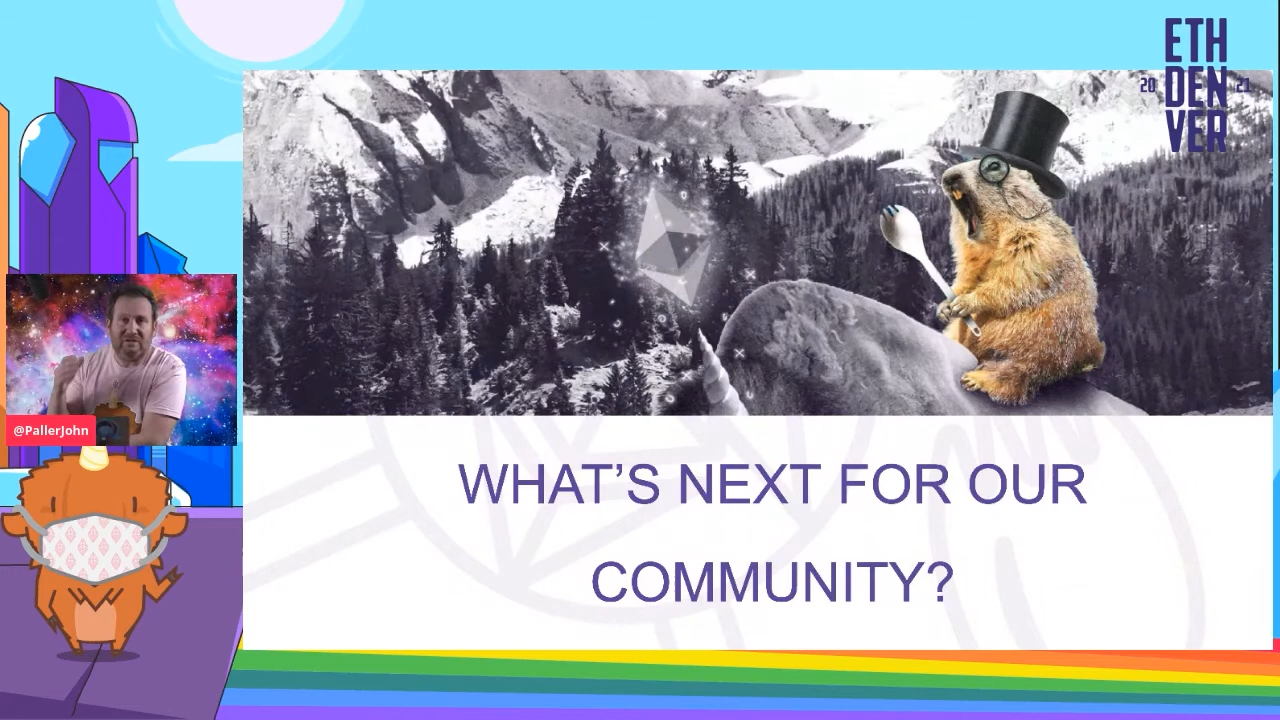 ETH
20 DEN 21
VER
@PallerJohn
WHAT’S NEXT FOR OUR
COMMUNITY?